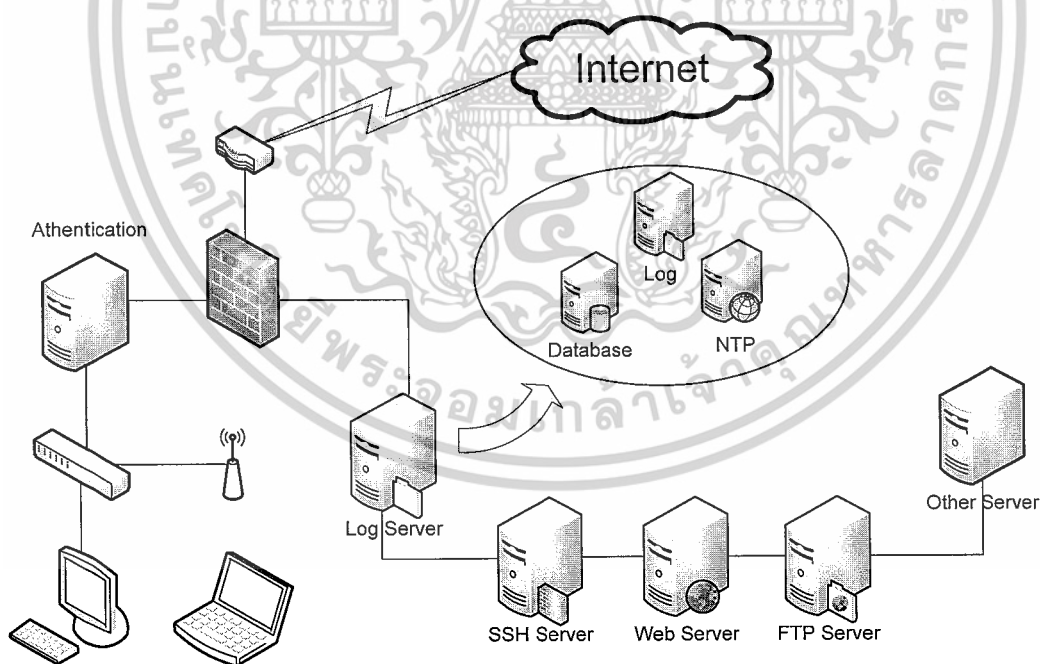 Internet
Athentication
Log
Database
NTP
Log Server
Other Server
SSH Server
Web Server
FTP Server